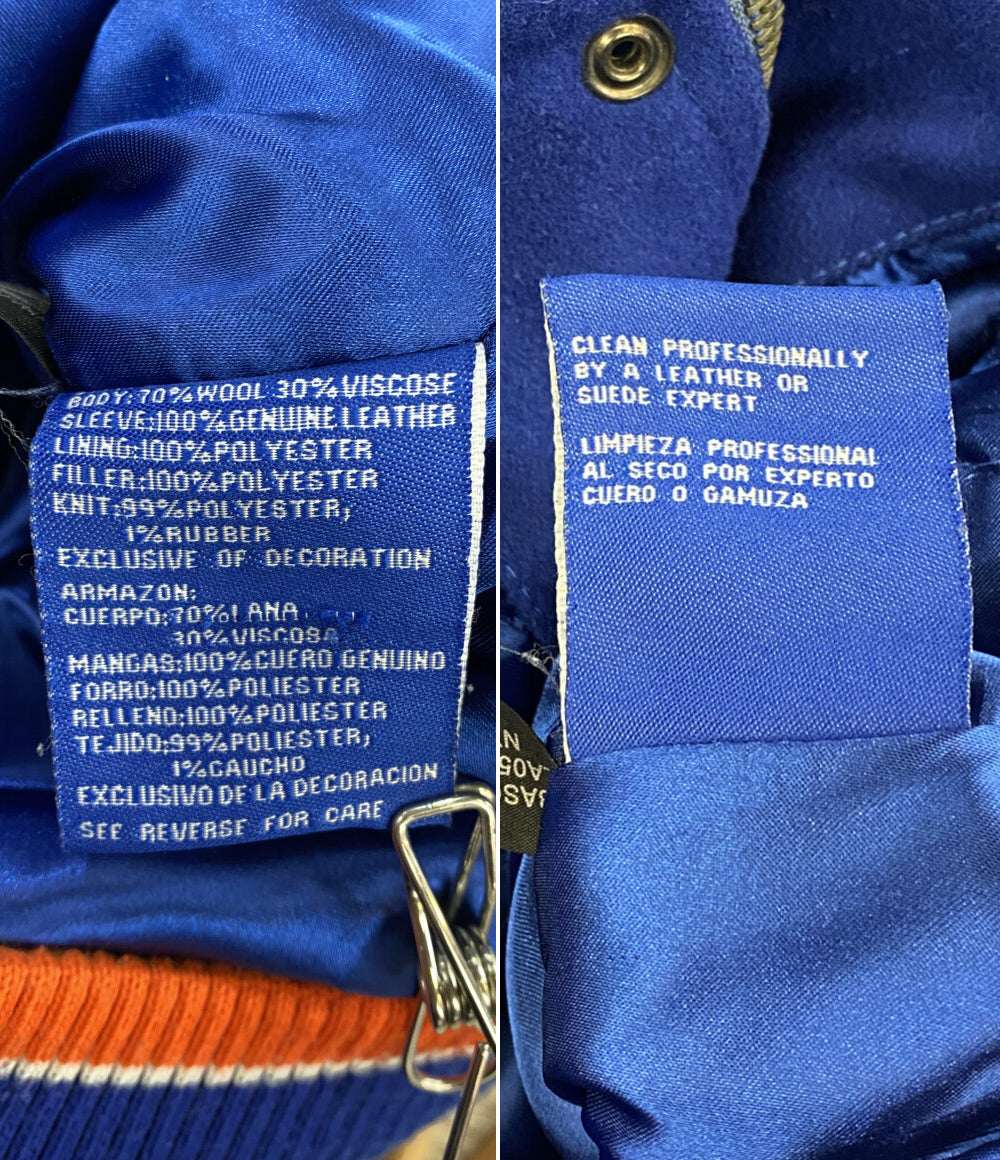 BODY:70%WOOL 30%VISCOSE
SLEEVE:100%GENUINE LEATHER
LINING:100%POLYESTER
FILLER:100%POLYESTER
KNIT:99%POLYESTER,
1%RUBBER
EXCLUSIVE OF DECORATION
ARMAZON:
CUERPO:70%LANA
30%VISCOSA
MANGAS:100%CUERO GENUINO
FORRO:100%POLIESTER
RELLENO:100%POLIESTER
TEJIDO:99%POLIESTER,
1%CAUCHO
EXCLUSIVO DE LA DECORACION
SEE REVERSE FOR CARE
CLEAN PROFESSIONALLY
BY A LEATHER OR
SUEDE EXPERT
LIMPIEZA PROFESSIONAL
AL SECO POR EXPERTO
CUERO O GAMUZA